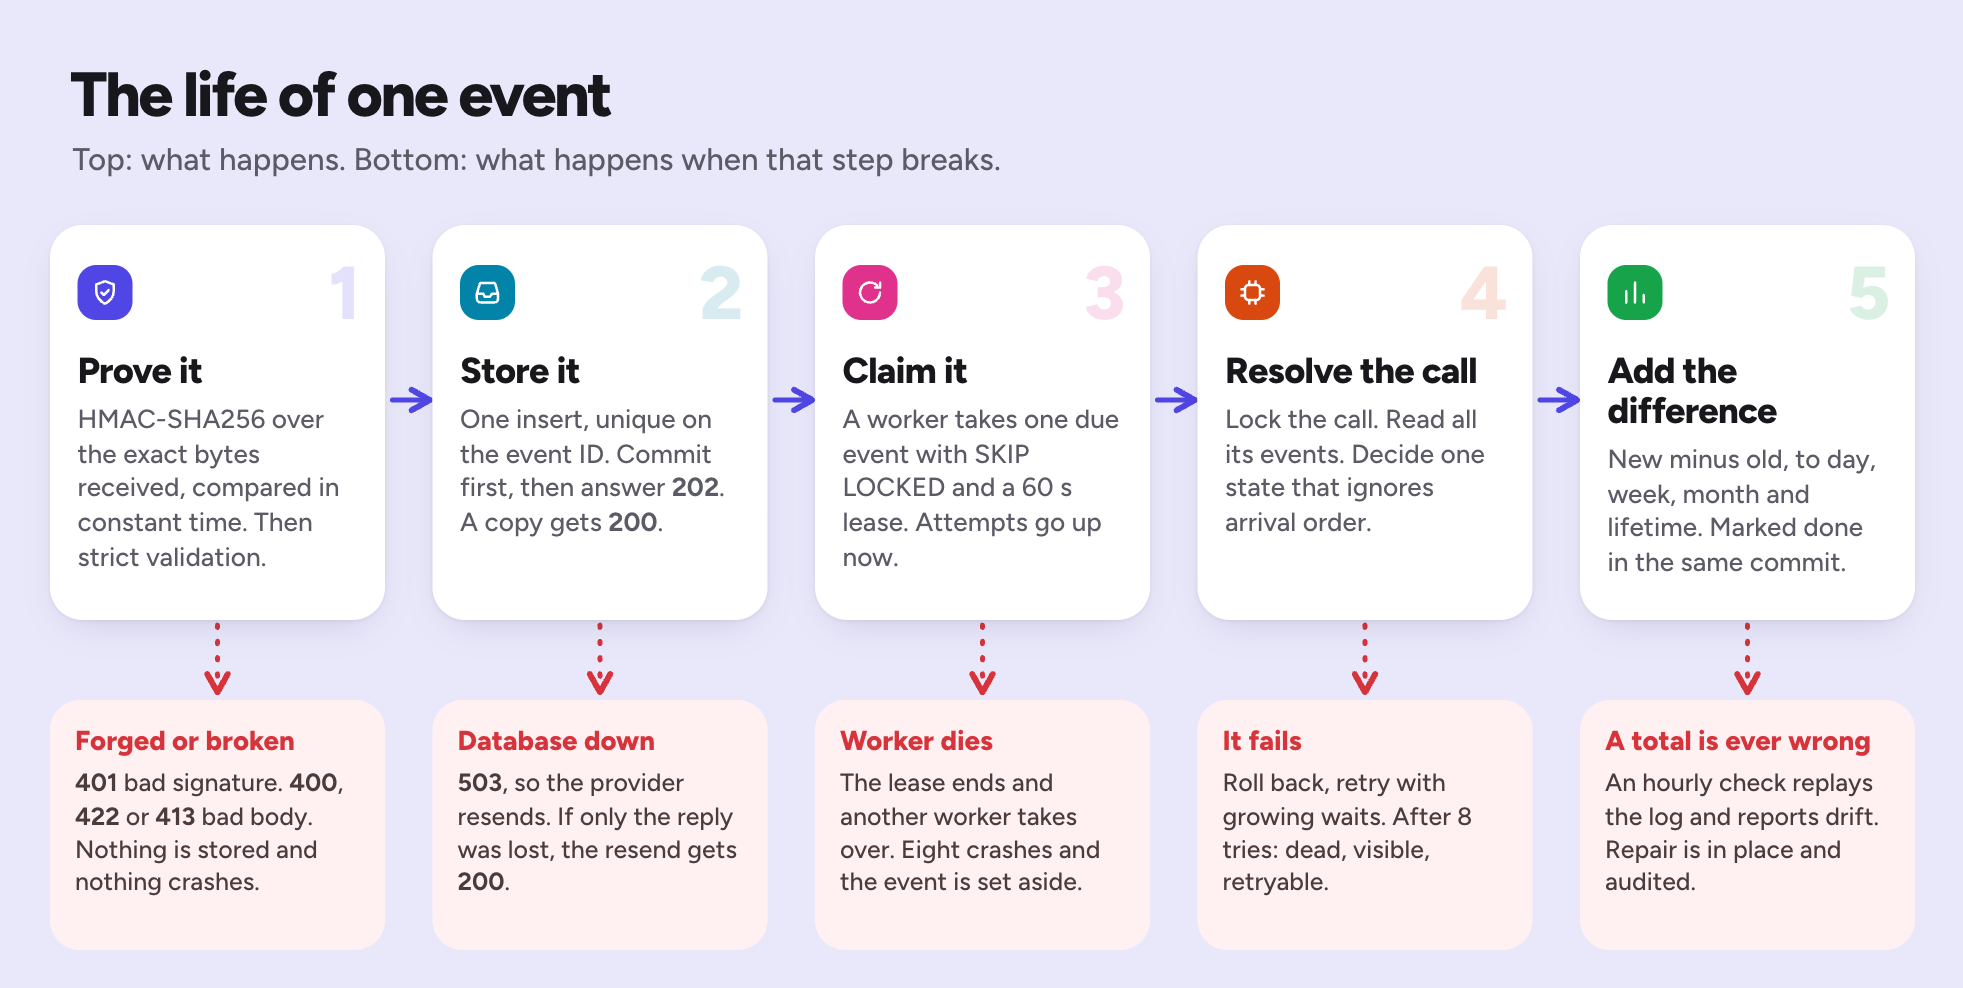 The life of one event
Top: what happens. Bottom: what happens when that step breaks.
1
Prove it
HMAC-SHA256 over
the exact bytes
received, compared in
constant time. Then
strict validation.
2
Store it
One insert, unique on
the event ID. Commit
first, then answer 202.
A copy gets 200.
3
Claim it
A worker takes one due
event with SKIP
LOCKED and a 60 s
lease. Attempts go up
now.
4
Resolve the call
Lock the call. Read all
its events. Decide one
state that ignores
arrival order.
5
Add the
difference
New minus old, to day,
week, month and
lifetime. Marked done
in the same commit.
Forged or broken
401 bad signature. 400,
422 or 413 bad body.
Nothing is stored and
nothing crashes.
Database down
503, so the provider
resends. If only the reply
was lost, the resend gets
200.
Worker dies
The lease ends and
another worker takes
over. Eight crashes and
the event is set aside.
It fails
Roll back, retry with
growing waits. After 8
tries: dead, visible,
retryable.
A total is ever wrong
An hourly check replays
the log and reports drift.
Repair is in place and
audited.